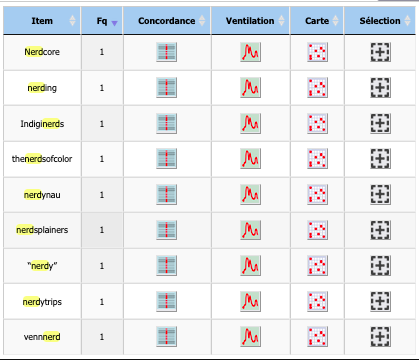 Item Fq Concordance Ventilation Carte Sélection
Nerdcore 1
nerding 1
Indiginerds 1
thenerdsofcolor 1
nerdynau 1
nerdsplainers 1
“nerdy” 1
nerdytrips 1
vennnerd 1